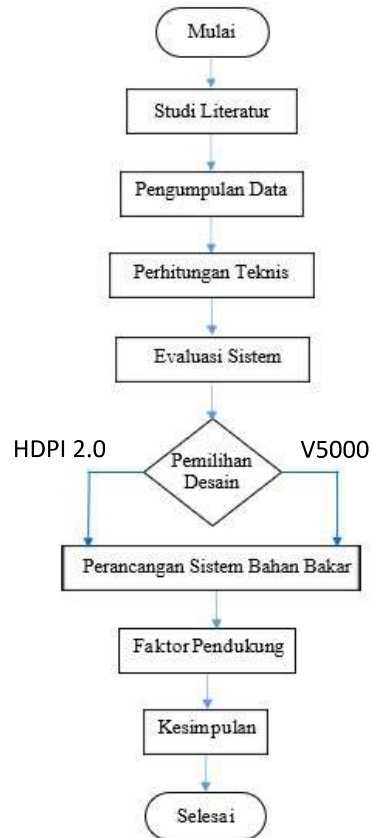 Mulai
Studi Literatur
Pengumpulan Data
Perhitungan Teknis
Evaluasi Sistem
HDPI 2.0
V5000
Pemilihan
Desain
Perancangan Sistem Bahan Bakar
Faktor Pendukung
Kesimpulan
Selesai